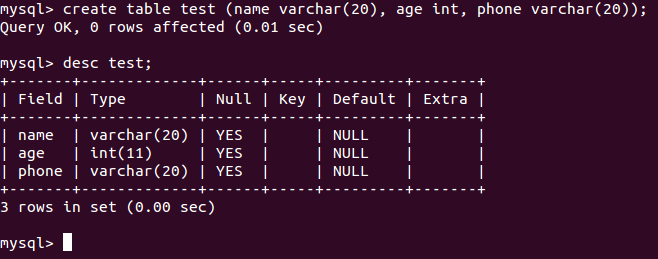 mysql> create table test (name varchar(20), age int, phone varchar(20));
Query OK, 0 rows affected (0.01 sec)
mysql> desc test;
+-------+-------------+------+-----+---------+-------+
| Field | Type        | Null | Key | Default | Extra |
+-------+-------------+------+-----+---------+-------+
| name  | varchar(20) | YES  |     | NULL    |       |
| age   | int(11)     | YES  |     | NULL    |       |
| phone | varchar(20) | YES  |     | NULL    |       |
+-------+-------------+------+-----+---------+-------+
3 rows in set (0.00 sec)
mysql>